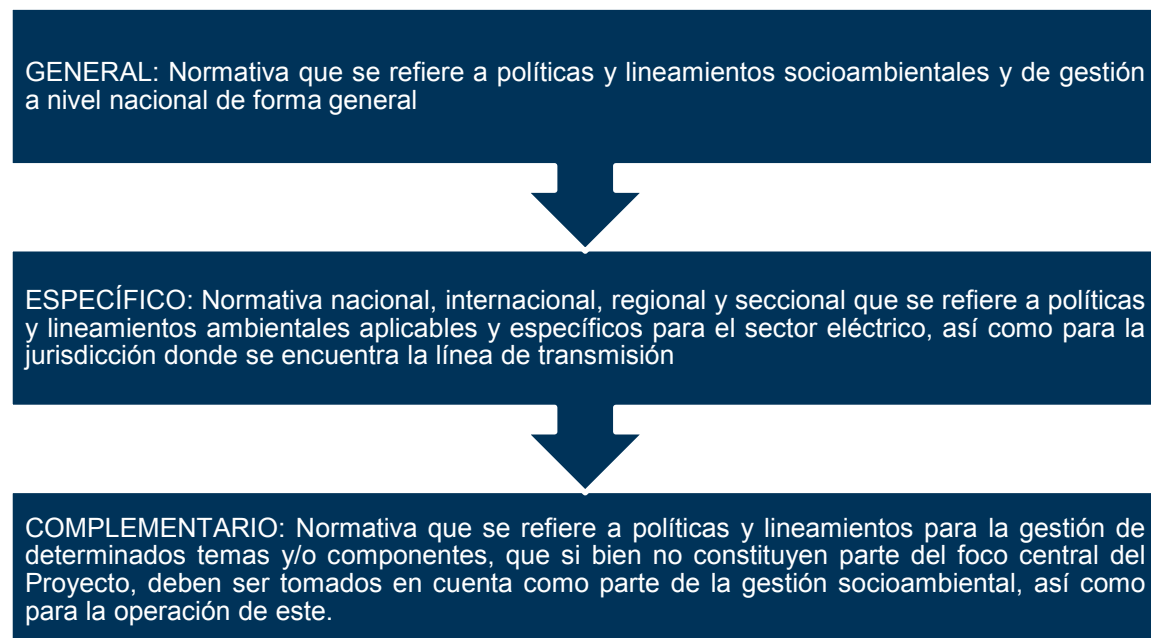 GENERAL: Normativa que se refiere a políticas y lineamientos socioambientales y de gestión
a nivel nacional de forma general
ESPECÍFICO: Normativa nacional, internacional, regional y seccional que se refiere a políticas
y lineamientos ambientales aplicables y específicos para el sector eléctrico, así como para la
jurisdicción donde se encuentra la línea de transmisión
COMPLEMENTARIO: Normativa que se refiere a políticas y lineamientos para la gestión de
determinados temas y/o componentes, que si bien no constituyen parte del foco central del
Proyecto, deben ser tomados en cuenta como parte de la gestión socioambiental, así como
para la operación de este.